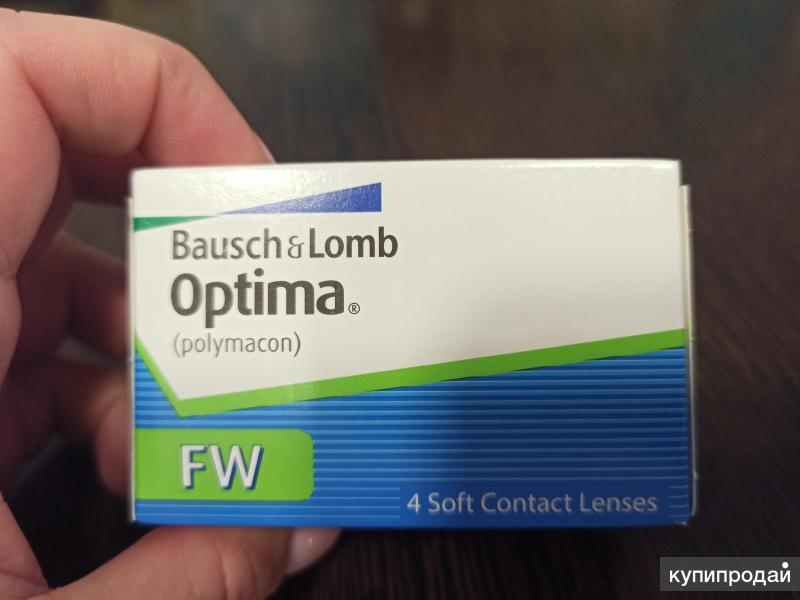 Bausch & Lomb
Optima®
(polymacon)
FW
4 Soft Contact Lenses
купипродай